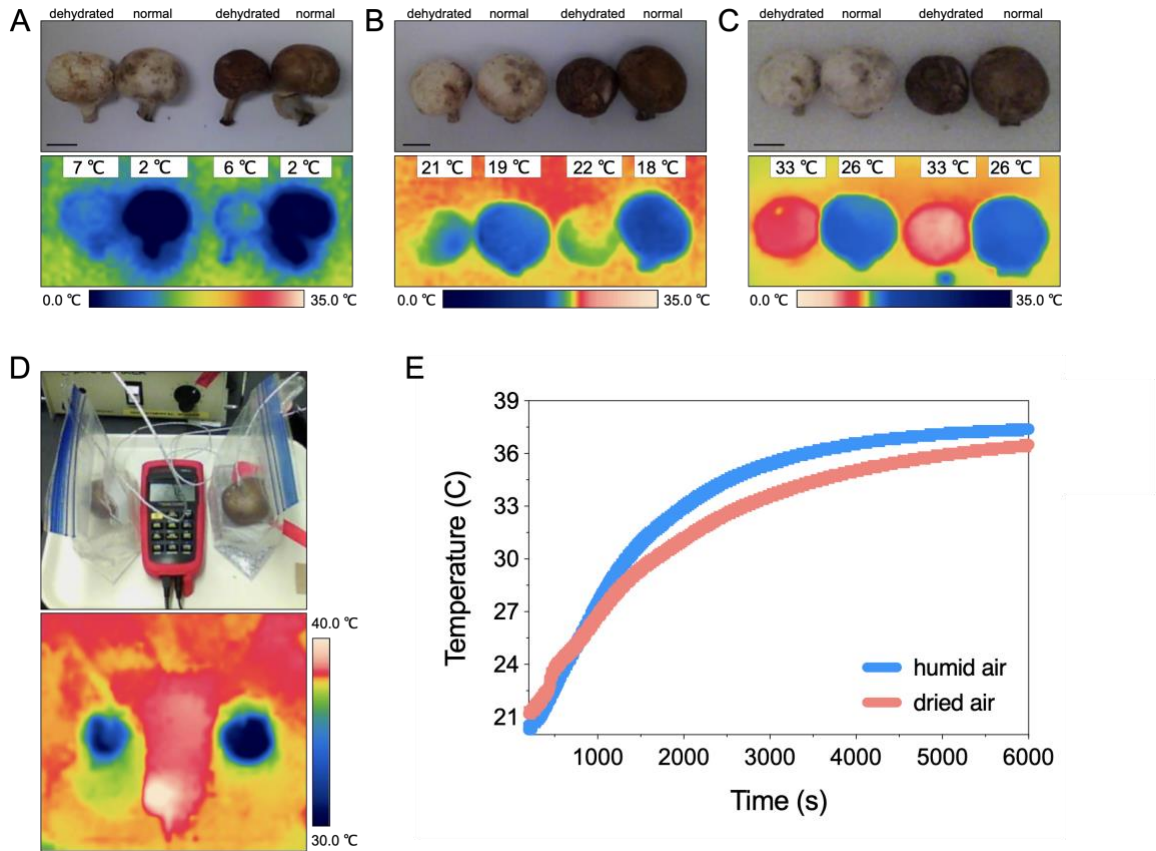 A
dehydrated normal dehydrated normal
7 ℃ 2 ℃ 6 ℃ 2 ℃
0.0 ℃ 35.0 ℃
B
dehydrated normal dehydrated normal
21 ℃ 19 ℃ 22 ℃ 18 ℃
0.0 ℃ 35.0 ℃
C
dehydrated normal dehydrated normal
33 ℃ 26 ℃ 33 ℃ 26 ℃
0.0 ℃ 35.0 ℃
D
40.0 ℃
30.0 ℃
E
39
36
33
30
27
24
21
Temperature (C)
humid air
dried air
1000 2000 3000 4000 5000 6000
Time (s)